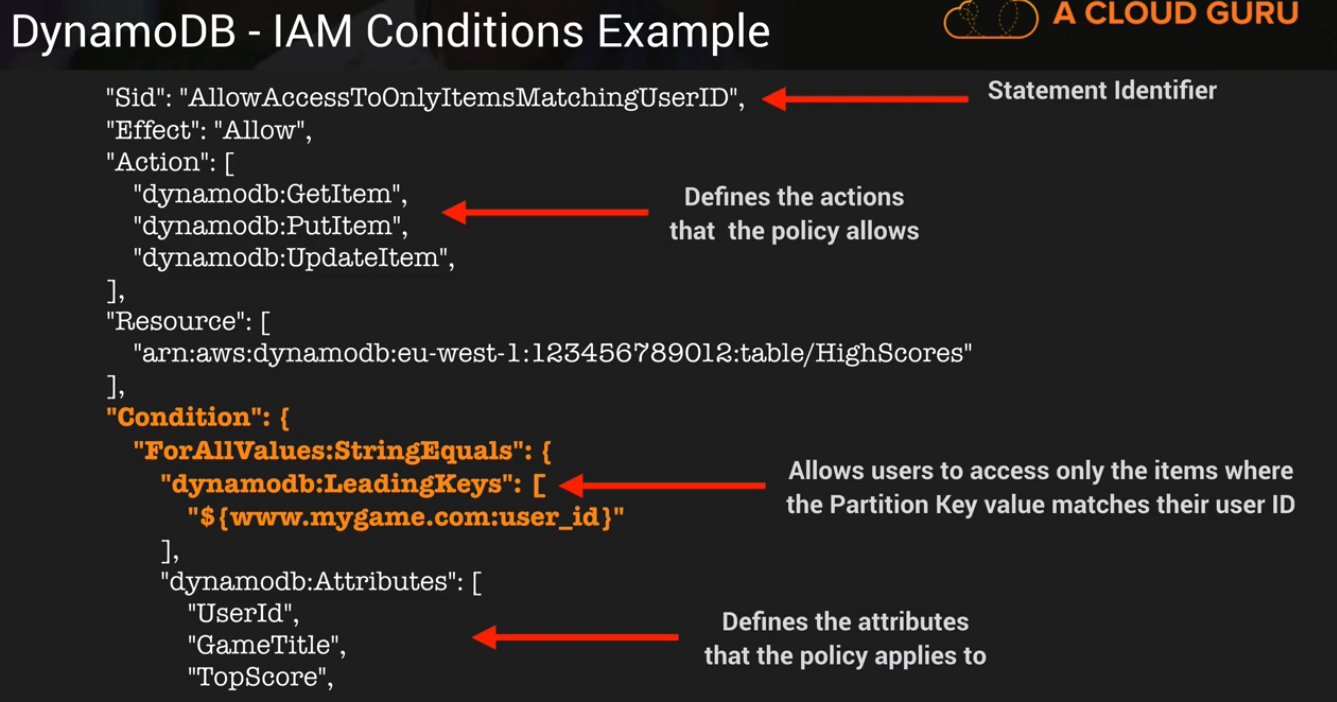 DynamoDB - IAM Conditions Example
A CLOUD GURU
"Sid": "AllowAccessToOnlyItemsMatchingUserID",
Statement Identifier
"Effect": "Allow",
"Action": [
"dynamodb:GetItem",
"dynamodb:PutItem",
"dynamodb:UpdateItem",
Defines the actions
that the policy allows
],
"Resource": [
"arn:aws:dynamodb:eu-west-1:123456789012:table/HighScores"
],
"Condition": {
"ForAllValues:StringEquals": {
"dynamodb:LeadingKeys": [
"${www.mygame.com:user_id}"
Allows users to access only the items where
the Partition Key value matches their user ID
],
"dynamodb:Attributes": [
"UserId",
"GameTitle",
"TopScore",
Defines the attributes
that the policy applies to